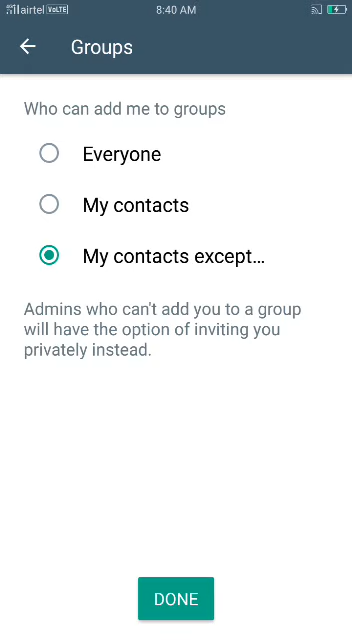 airtel VoLTE 8:40 AM
Groups
Who can add me to groups
Everyone
My contacts
My contacts except...
Admins who can't add you to a group
will have the option of inviting you
privately instead.
DONE